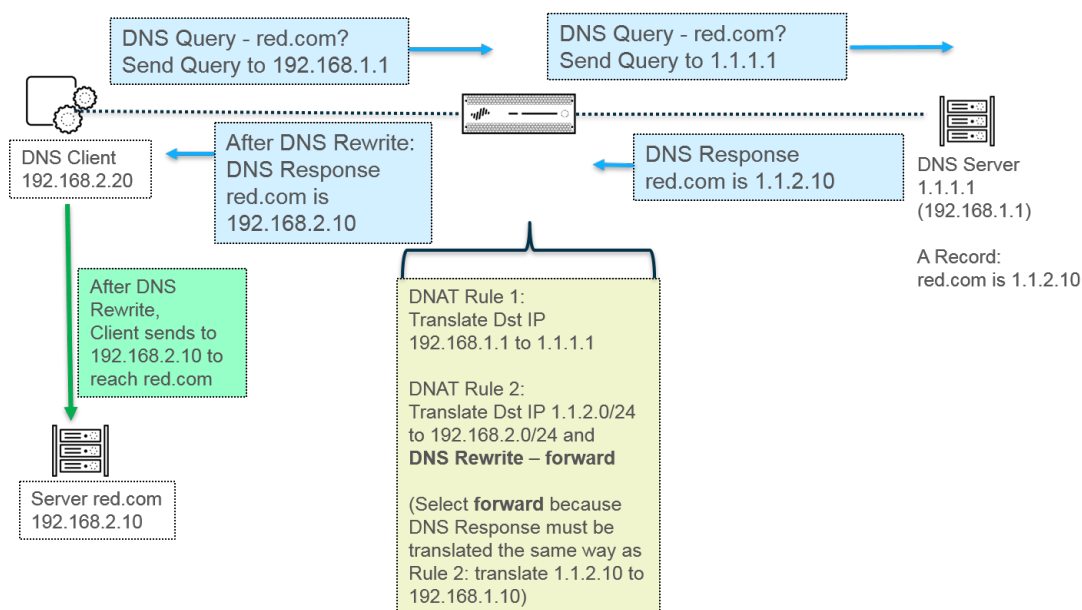 DNS Query - red.com?
Send Query to 192.168.1.1
DNS Query - red.com?
Send Query to 1.1.1.1
DNS Client
192.168.2.20
After DNS Rewrite:
DNS Response
red.com is
192.168.2.10
DNS Response
red.com is 1.1.2.10
DNS Server
1.1.1.1
(192.168.1.1)
A Record:
red.com is 1.1.2.10
After DNS
Rewrite,
Client sends to
192.168.2.10 to
reach red.com
Server red.com
192.168.2.10
DNAT Rule 1:
Translate Dst IP
192.168.1.1 to 1.1.1.1
DNAT Rule 2:
Translate Dst IP 1.1.2.0/24
to 192.168.2.0/24 and
DNS Rewrite – forward
(Select forward because
DNS Response must be
translated the same way as
Rule 2: translate 1.1.2.10 to
192.168.1.10)